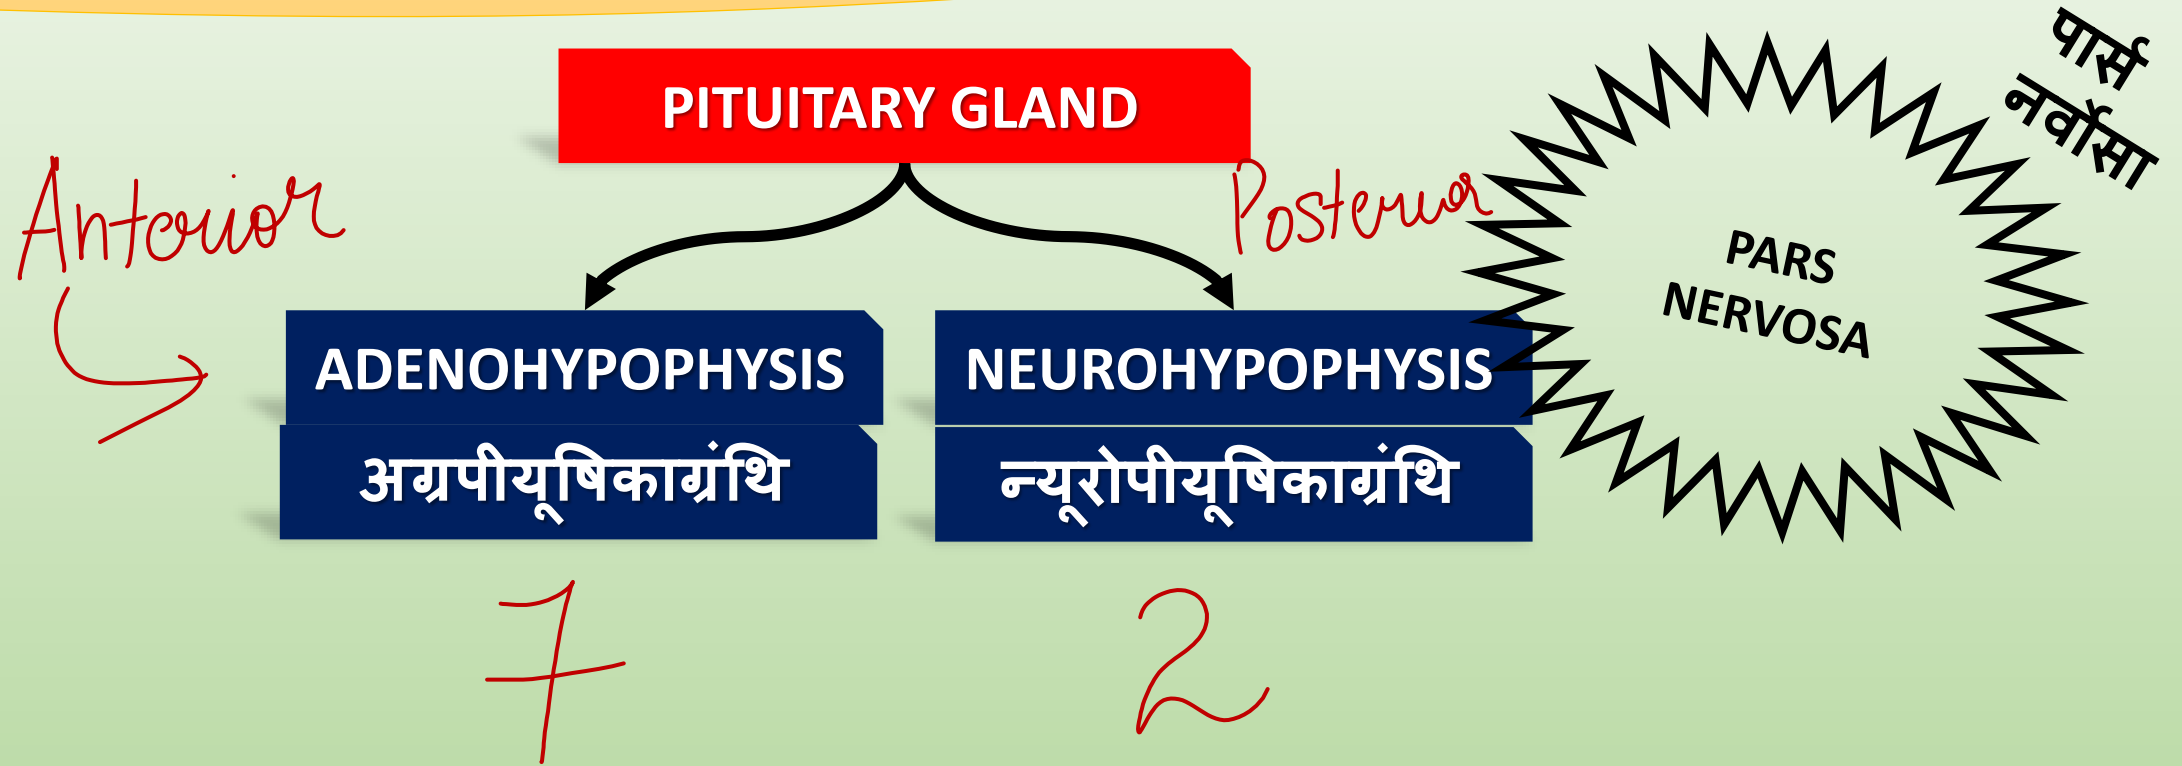 PITUITARY GLAND
Anterior
Posterior
ADENOHYPOPHYSIS
NEUROHYPOPHYSIS
अग्रपीयूषिकाग्रंथि
न्यूरोपीयूषिकाग्रंथि
7
2
PARS
NERVOSA
पार्स
नर्वोसा